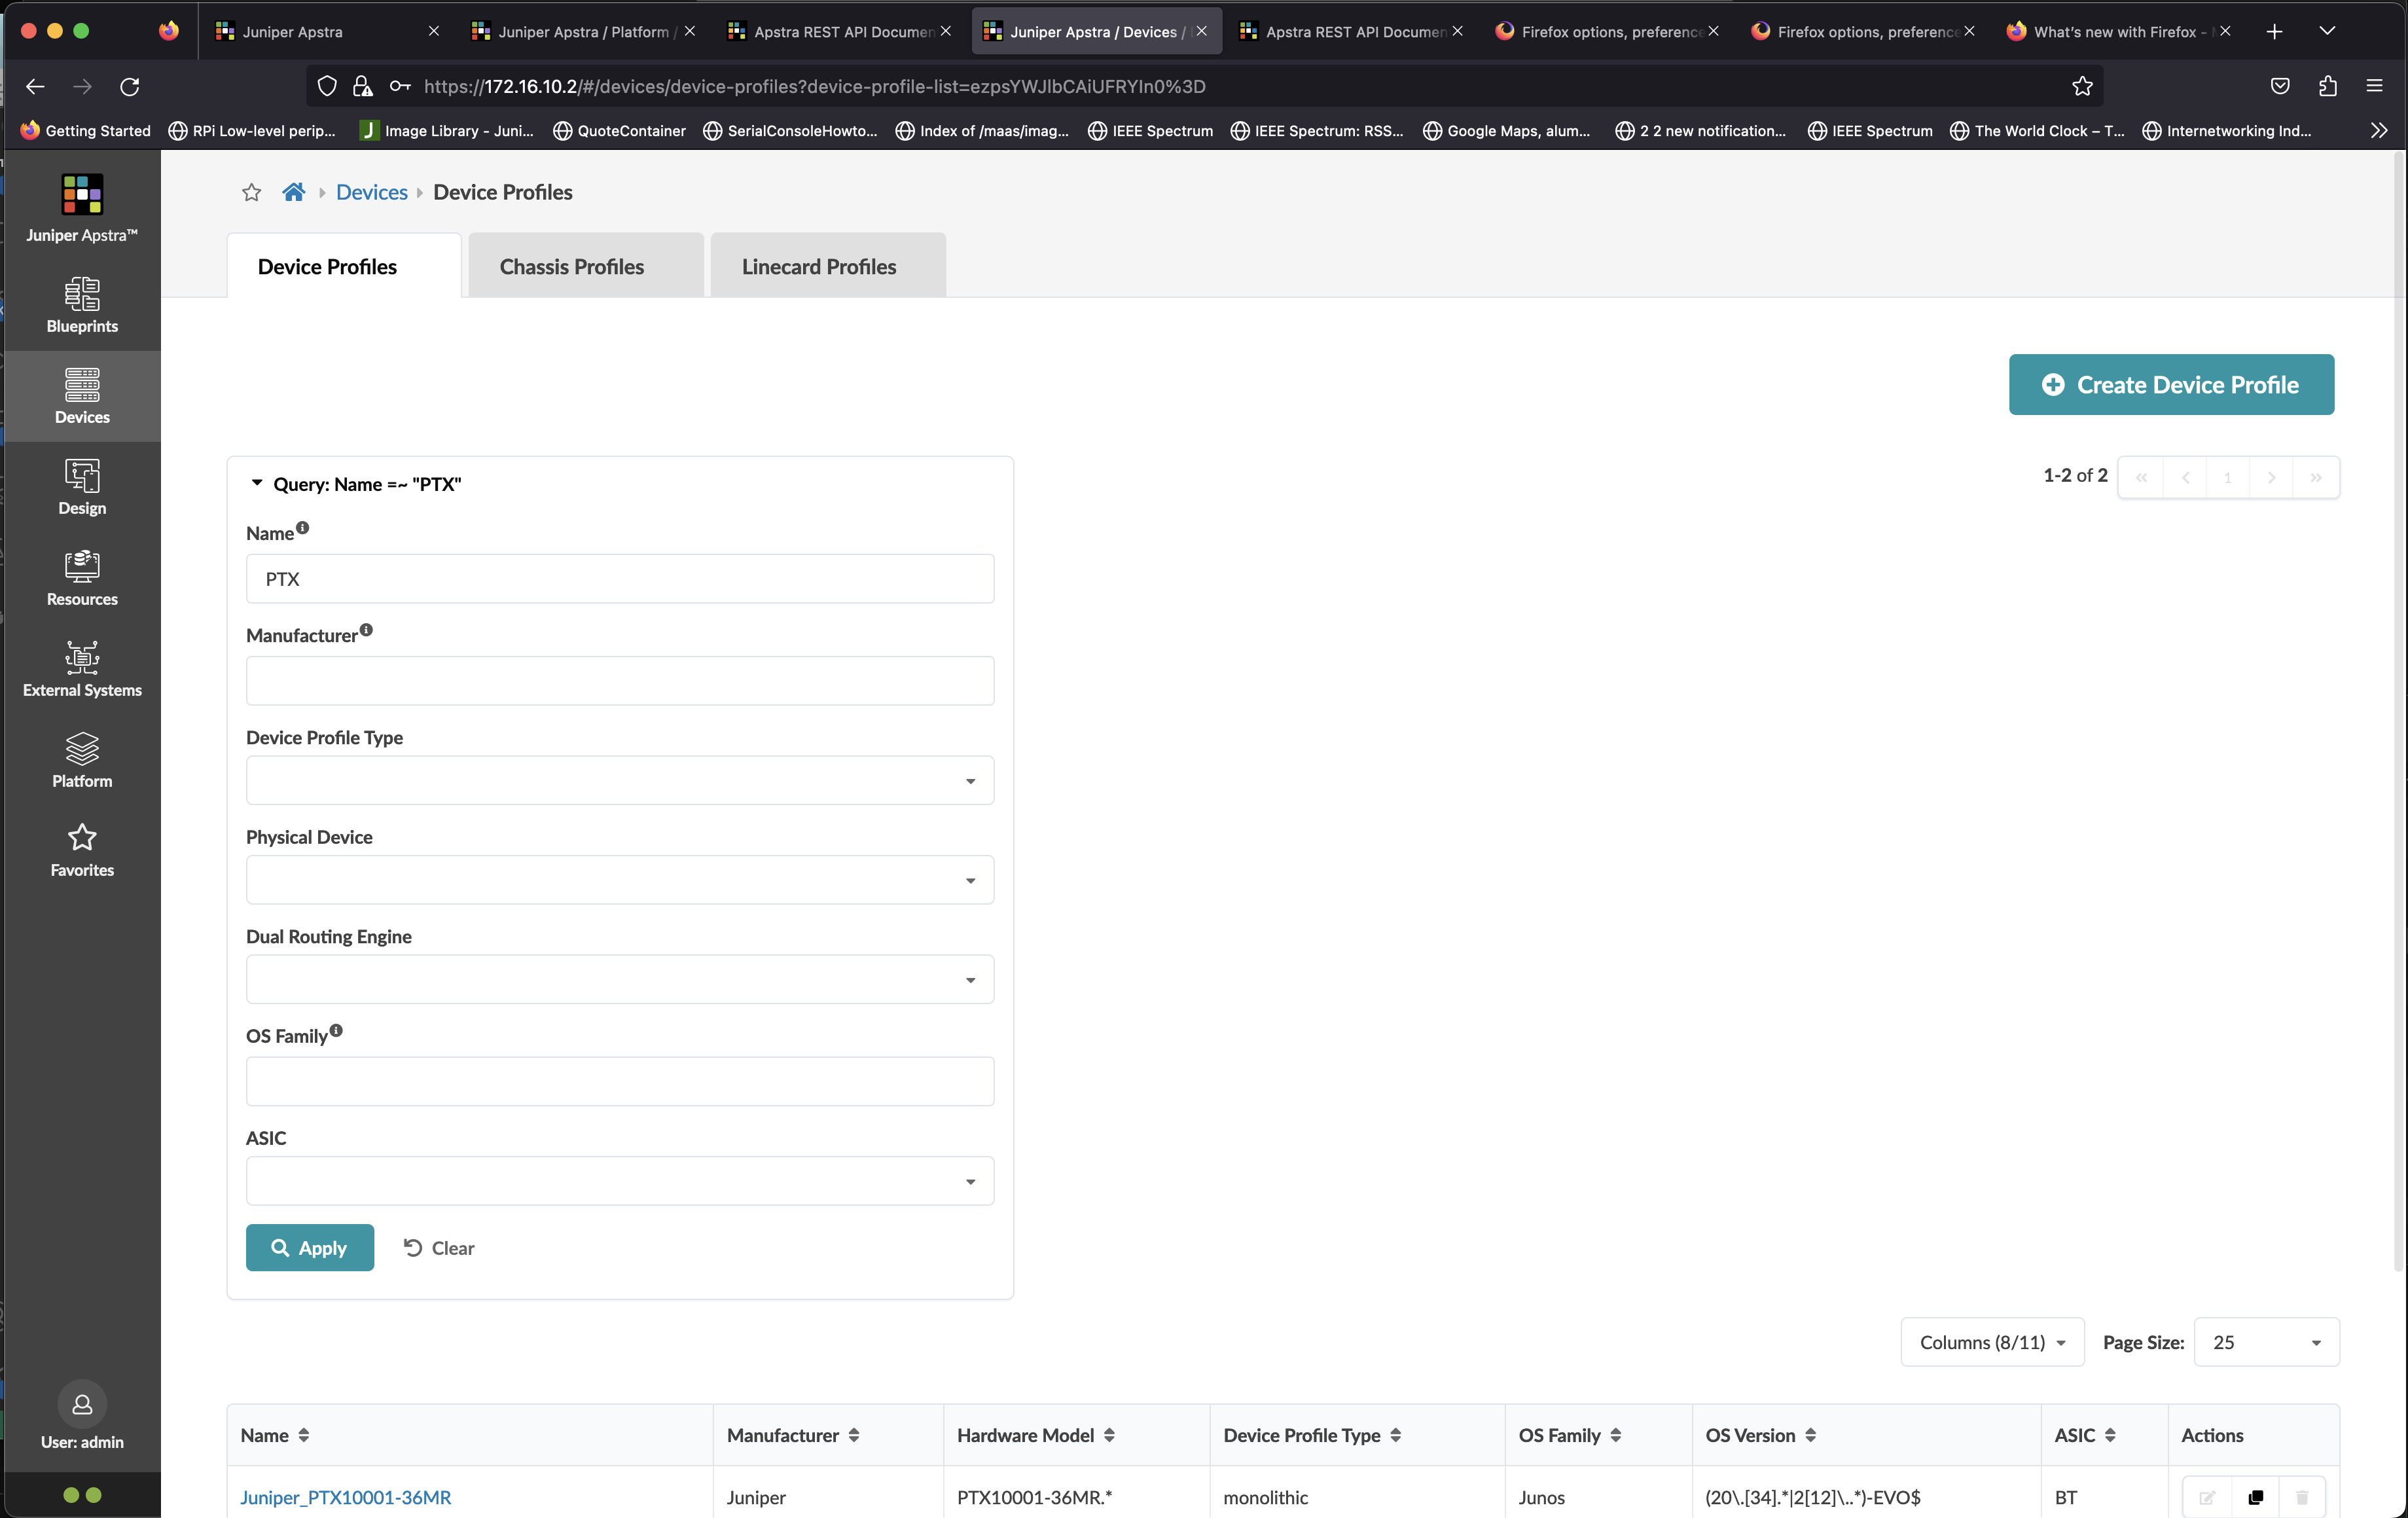 Juniper Apstra
Juniper Apstra / Platform /
Apstra REST API Documen
Juniper Apstra / Devices /
Apstra REST API Documen
Firefox options, preference
Firefox options, preference
What's new with Firefox -
https://172.16.10.2/#/devices/device-profiles?device-profile-list=ezpsYWJlbCAiUFRYIn0%3D
Getting Started
RPi Low-level perip...
Image Library - Juni...
QuoteContainer
SerialConsoleHowto...
Index of /maas/imag...
IEEE Spectrum
IEEE Spectrum: RSS...
Google Maps, alum...
2 2 new notification...
IEEE Spectrum
The World Clock – T...
Internetworking Ind...
Juniper Apstra™
Blueprints
Devices
Design
Resources
External Systems
Platform
Favorites
User: admin
Devices
Device Profiles
Device Profiles
Chassis Profiles
Linecard Profiles
Create Device Profile
1-2 of 2
1
Query: Name =~ "PTX"
Name
PTX
Manufacturer
Device Profile Type
Physical Device
Dual Routing Engine
OS Family
ASIC
Apply
Clear
Columns (8/11)
Page Size:
25
Name
Manufacturer
Hardware Model
Device Profile Type
OS Family
OS Version
ASIC
Actions
Juniper_PTX10001-36MR
Juniper
PTX10001-36MR.*
monolithic
Junos
(20\.[34].*|2[12]\..*)-EVO$
BT